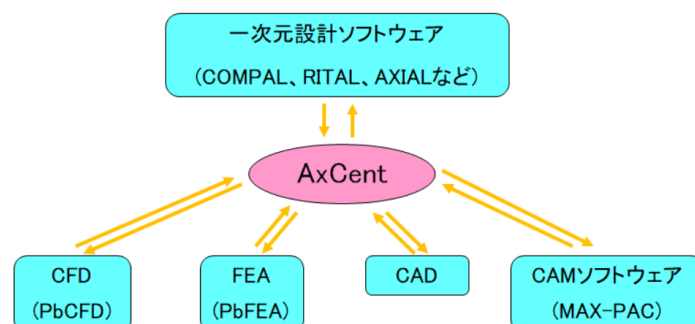 一次元設計ソフトウェア
(COMPAL、RITAL、AXIALなど)
AxCent
CFD
(PbCFD)
FEA
(PbFEA)
CAD
CAMソフトウェア
(MAX-PAC)